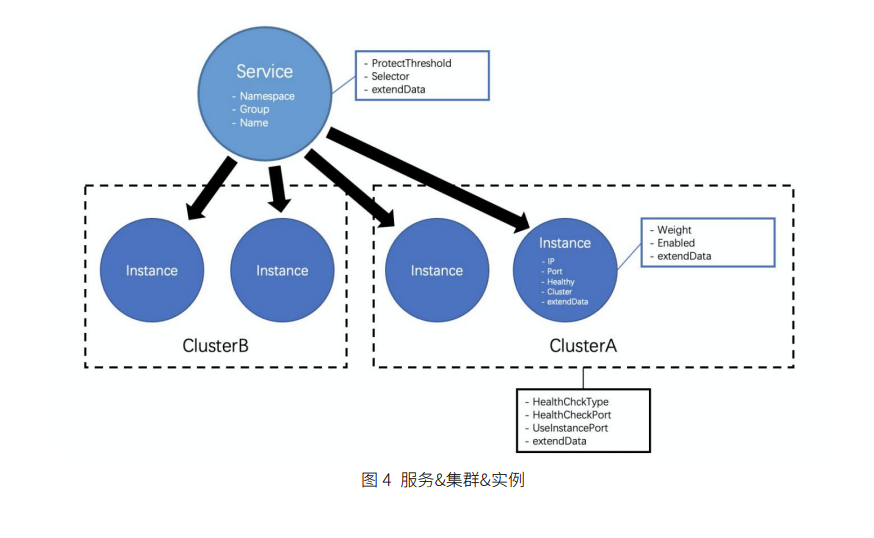 Service
- Namespace
- Group
- Name
- ProtectThreshold
- Selector
- extendData
Instance
Instance
Instance
Instance
- IP
- Port
- Healthy
- Cluster
- extendData
- Weight
- Enabled
- extendData
ClusterB
ClusterA
- HealthChckType
- HealthCheckPort
- UseInstancePort
- extendData
图 4 服务&集群&实例